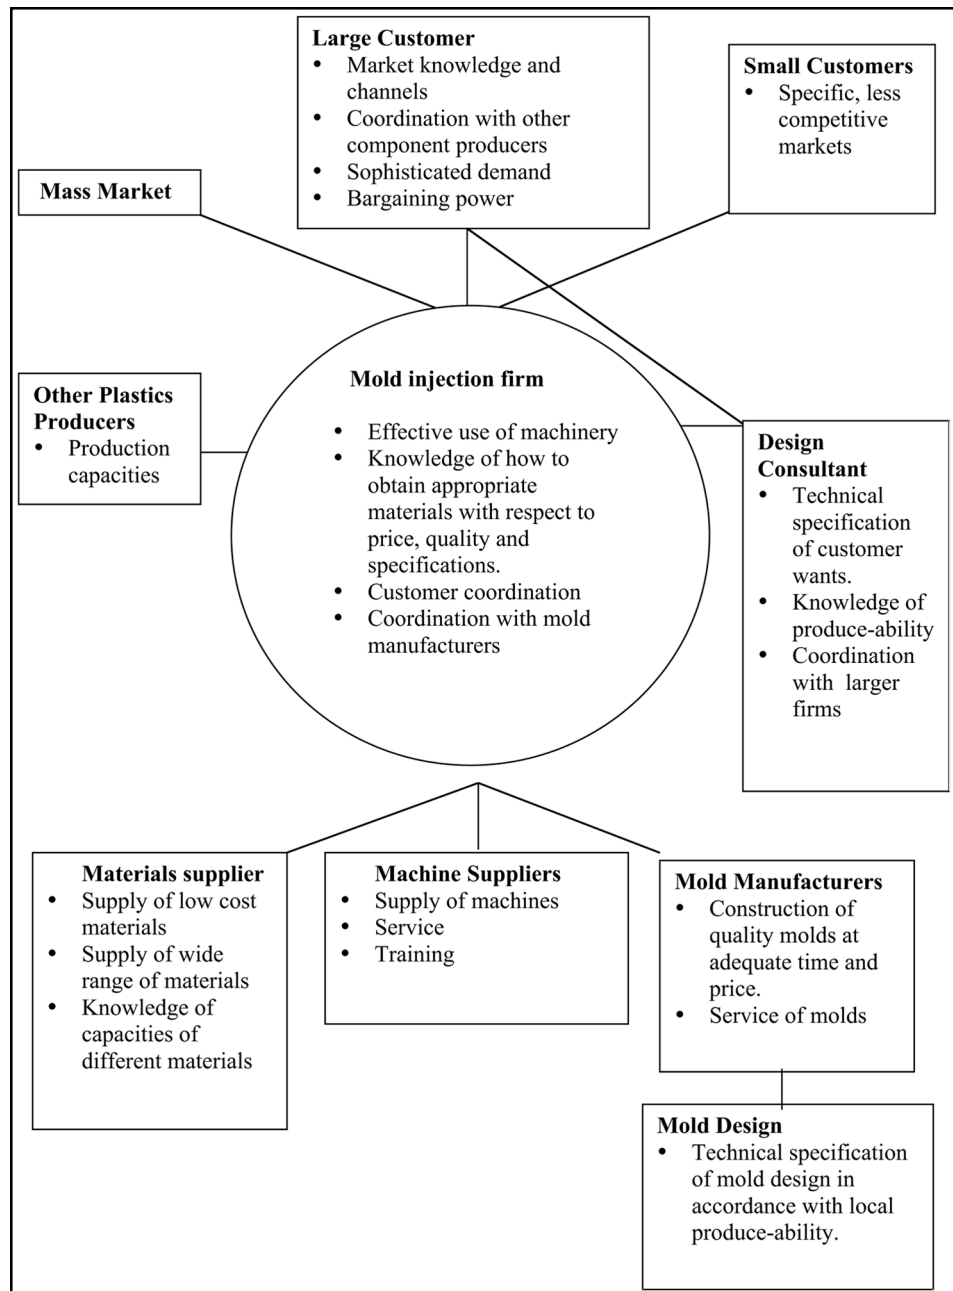 Large Customer
• Market knowledge and
channels
• Coordination with other
component producers
• Sophisticated demand
• Bargaining power
Small Customers
• Specific, less
competitive
markets
Mass Market
Other Plastics
Producers
• Production
capacities
Mold injection firm
• Effective use of machinery
• Knowledge of how to
obtain appropriate
materials with respect to
price, quality and
specifications.
• Customer coordination
• Coordination with mold
manufacturers
Design
Consultant
• Technical
specification
of customer
wants.
• Knowledge of
produce-ability
• Coordination
with larger
firms
Materials supplier
• Supply of low cost
materials
• Supply of wide
range of materials
• Knowledge of
capacities of
different materials
Machine Suppliers
• Supply of machines
• Service
• Training
Mold Manufacturers
• Construction of
quality molds at
adequate time and
price.
• Service of molds
Mold Design
• Technical specification
of mold design in
accordance with local
produce-ability.